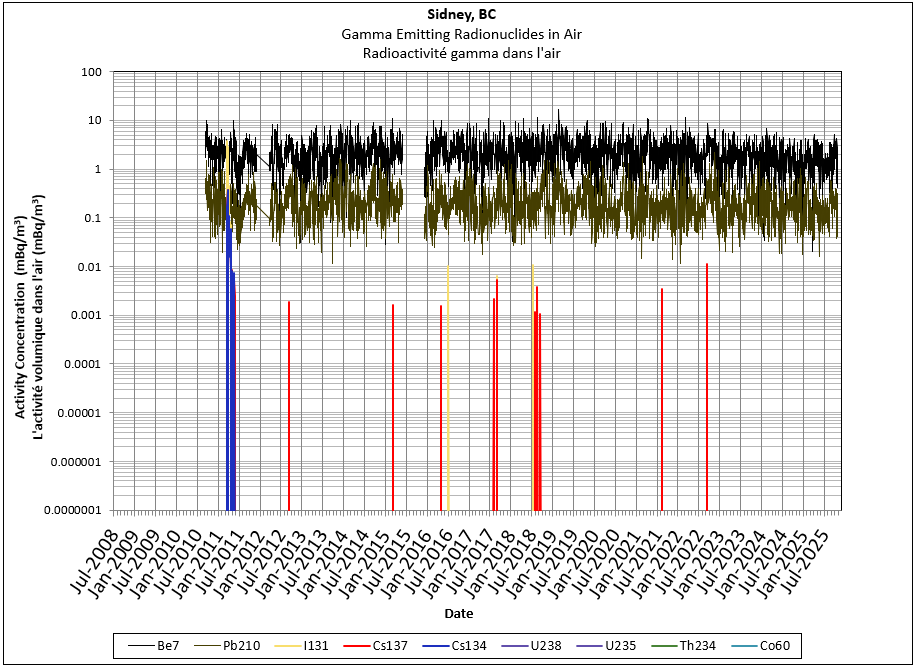 Sidney, BC
Gamma Emitting Radionuclides in Air
Radioactivité gamma dans l'air
Activity Concentration (mBq/m³)
L'activité volumique dans l'air (mBq/m³)
100
10
1
0.1
0.01
0.001
0.0001
0.00001
0.000001
0.0000001
Jul-2008
Jan-2009
Jul-2009
Jan-2010
Jul-2010
Jan-2011
Jul-2011
Jan-2012
Jul-2012
Jan-2013
Jul-2013
Jan-2014
Jul-2014
Jan-2015
Jul-2015
Jan-2016
Jul-2016
Jan-2017
Jul-2017
Jan-2018
Jul-2018
Jan-2019
Jul-2019
Jan-2020
Jul-2020
Jan-2021
Jul-2021
Jan-2022
Jul-2022
Jan-2023
Jul-2023
Jan-2024
Jul-2024
Jan-2025
Jul-2025
Date
Be7 Pb210 I131 Cs137 Cs134 U238 U235 Th234 Co60